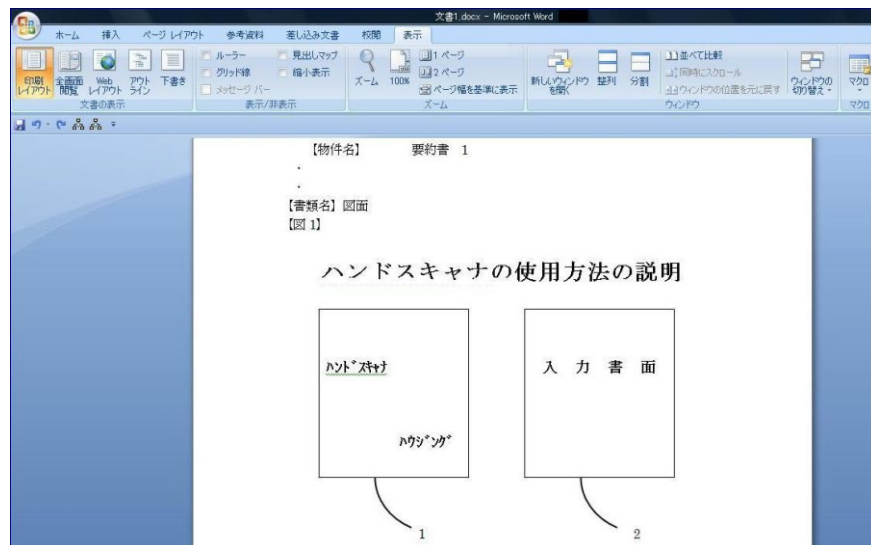 文書1.docx - Microsoft Word
ホーム 挿入 ページ レイアウト 参考資料 差し込み文書 校閲 表示
印刷レイアウト 全画面閲覧 Web レイアウト アウトライン 下書き
文書の表示
ルーラー
グリッド線
メッセージ バー
見出しマップ
縮小表示
表示/非表示
ズーム 100%
1 ページ
2 ページ
ページ幅を基準に表示
ズーム
新しいウィンドウを開く 整列 分割
並べて比較
同時にスクロール
ウィンドウの位置を元に戻す
ウィンドウの切り替え
ウィンドウ
マクロ
マクロ
【物件名】 要約書 1
・
・
【書類名】図面
【図1】
ハンドスキャナの使用方法の説明
ﾊﾝﾄﾞｽｷｬﾅ
ﾊｳｼﾞﾝｸﾞ
入 力 書 面
1
2